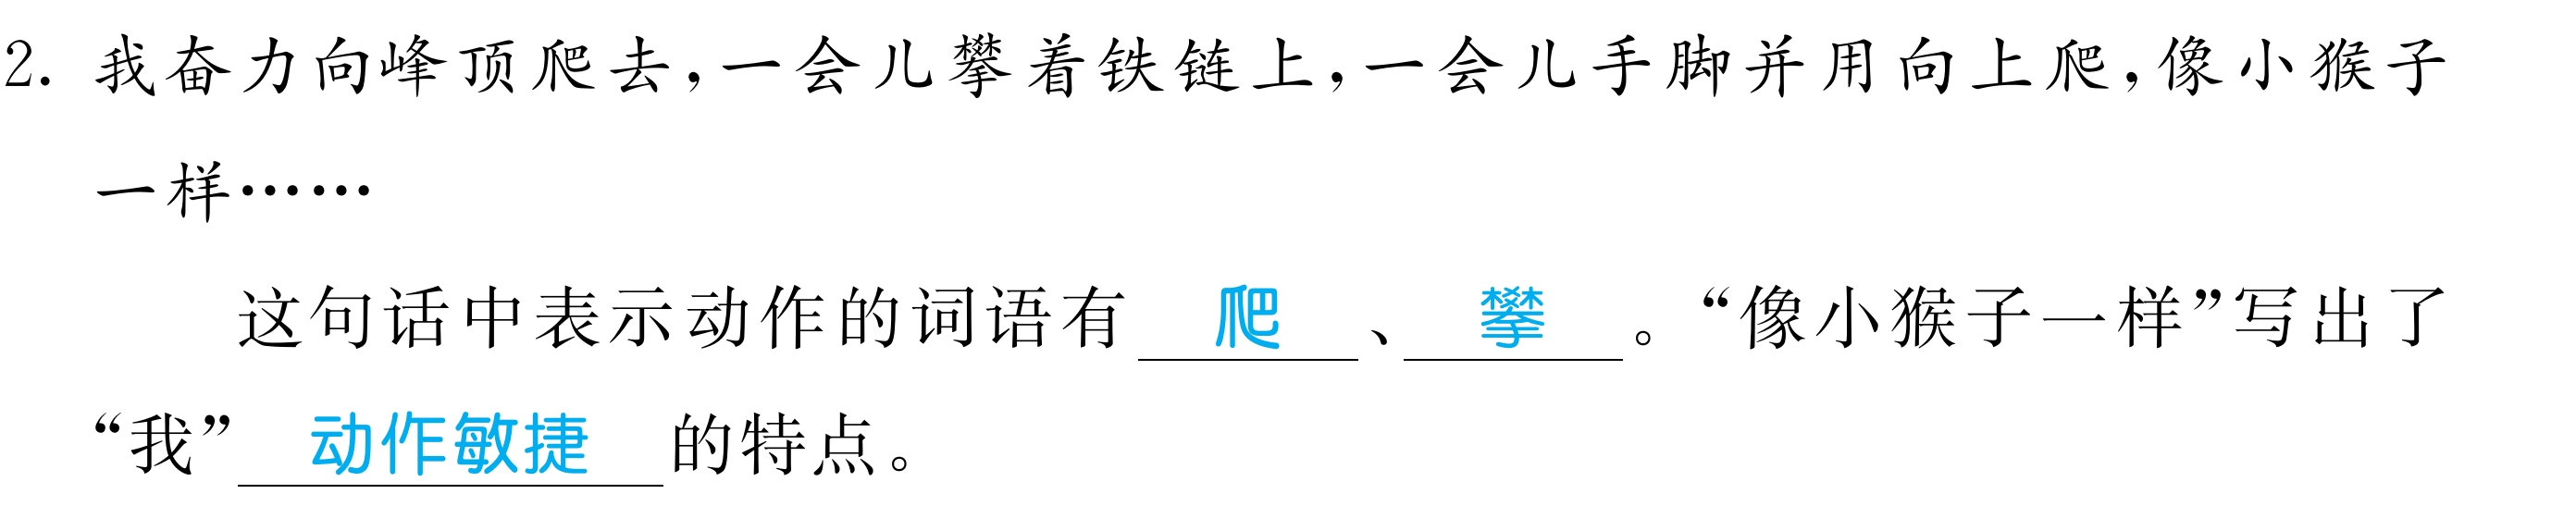 2. 我奋力向峰顶爬去,一会儿攀着铁链上,一会儿手脚并用向上爬,像小猴子
一样……
这句话中表示动作的词语有 爬 、 攀 。“像小猴子一样”写出了
“我” 动作敏捷 的特点。